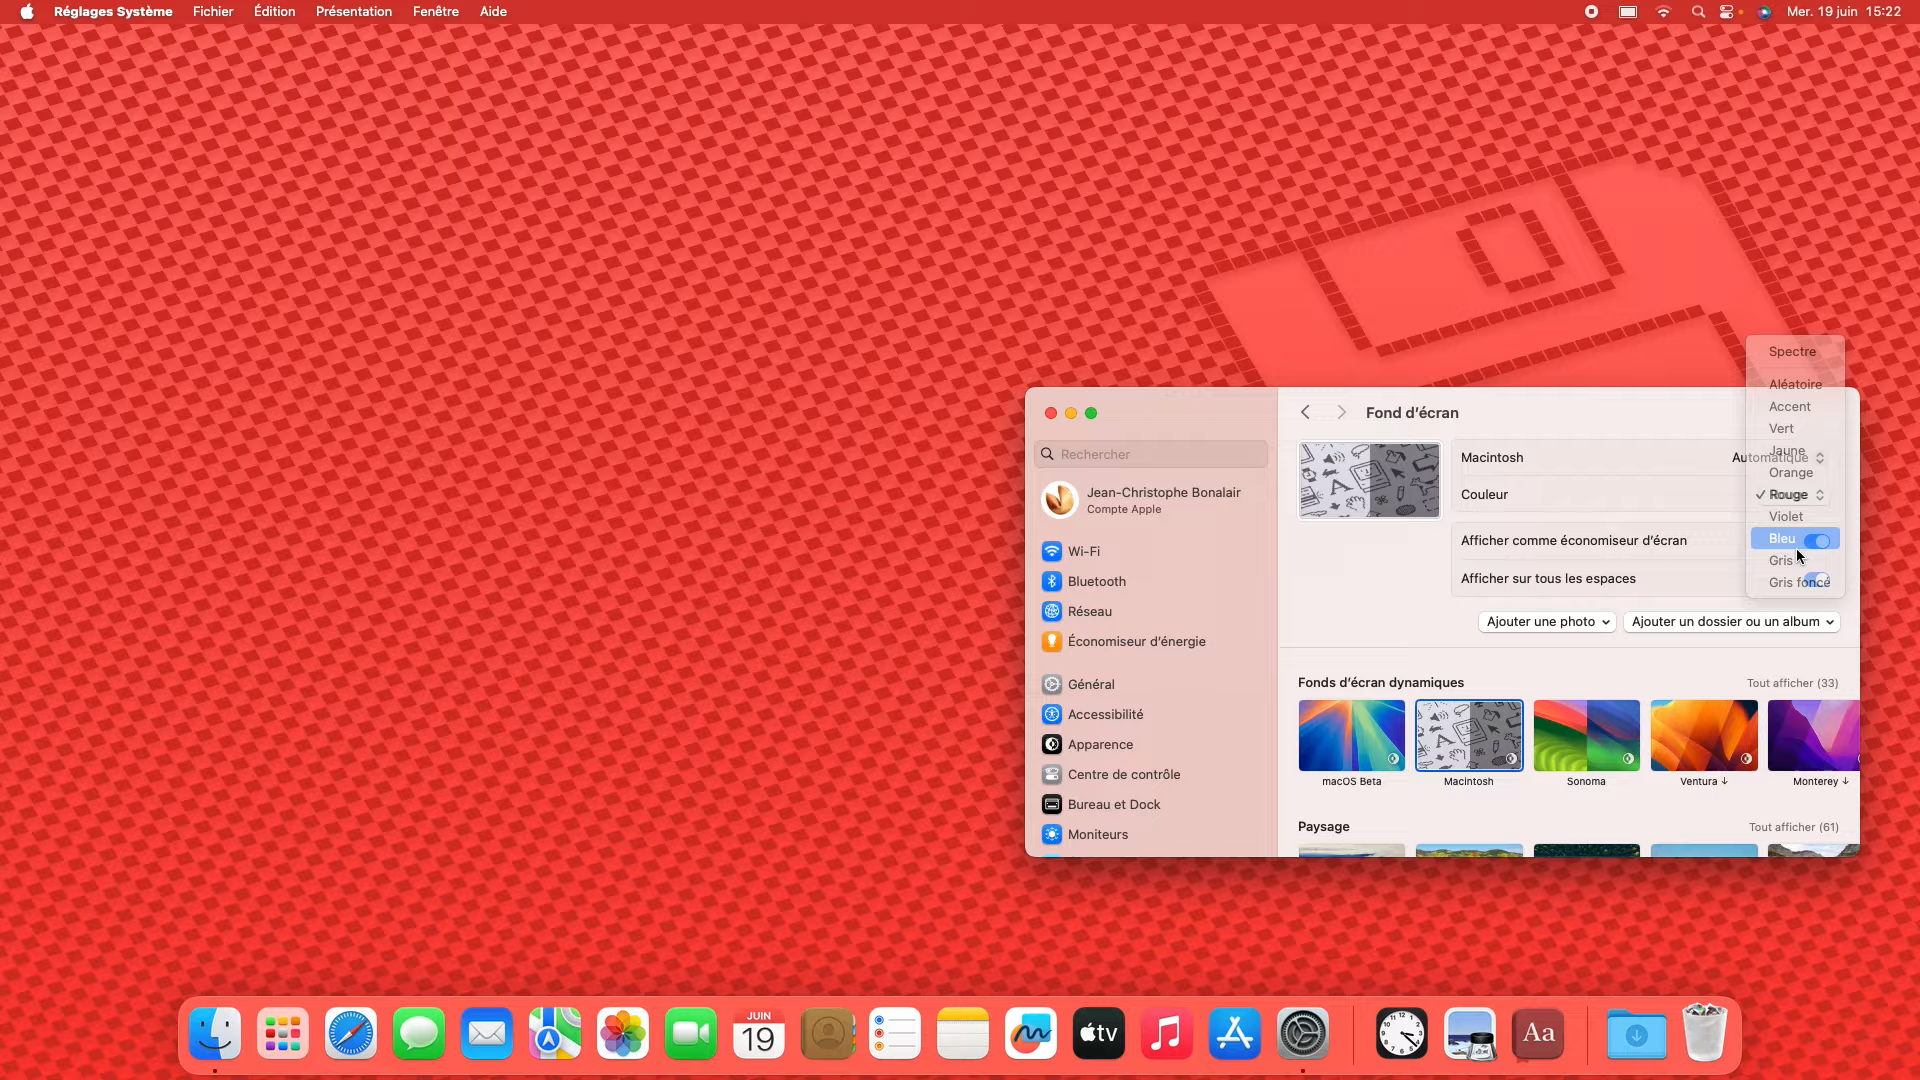 Réglages Système Fichier Édition Présentation Fenêtre Aide
Mer. 19 juin 15:22
Fond d'écran
Rechercher
Jean-Christophe Bonalair
Compte Apple
Wi-Fi
Bluetooth
Réseau
Économiseur d'énergie
Général
Accessibilité
Apparence
Centre de contrôle
Bureau et Dock
Moniteurs
Macintosh
Automatique
Couleur
Afficher comme économiseur d'écran
Afficher sur tous les espaces
Spectre
Aléatoire
Accent
Vert
Jaune
Orange
✓ Rouge
Violet
Bleu
Gris
Gris foncé
Ajouter une photo
Ajouter un dossier ou un album
Fonds d'écran dynamiques
Tout afficher (33)
macOS Beta
Macintosh
Sonoma
Ventura ↓
Monterey ↓
Paysage
Tout afficher (61)
JUIN
19
tv
Aa